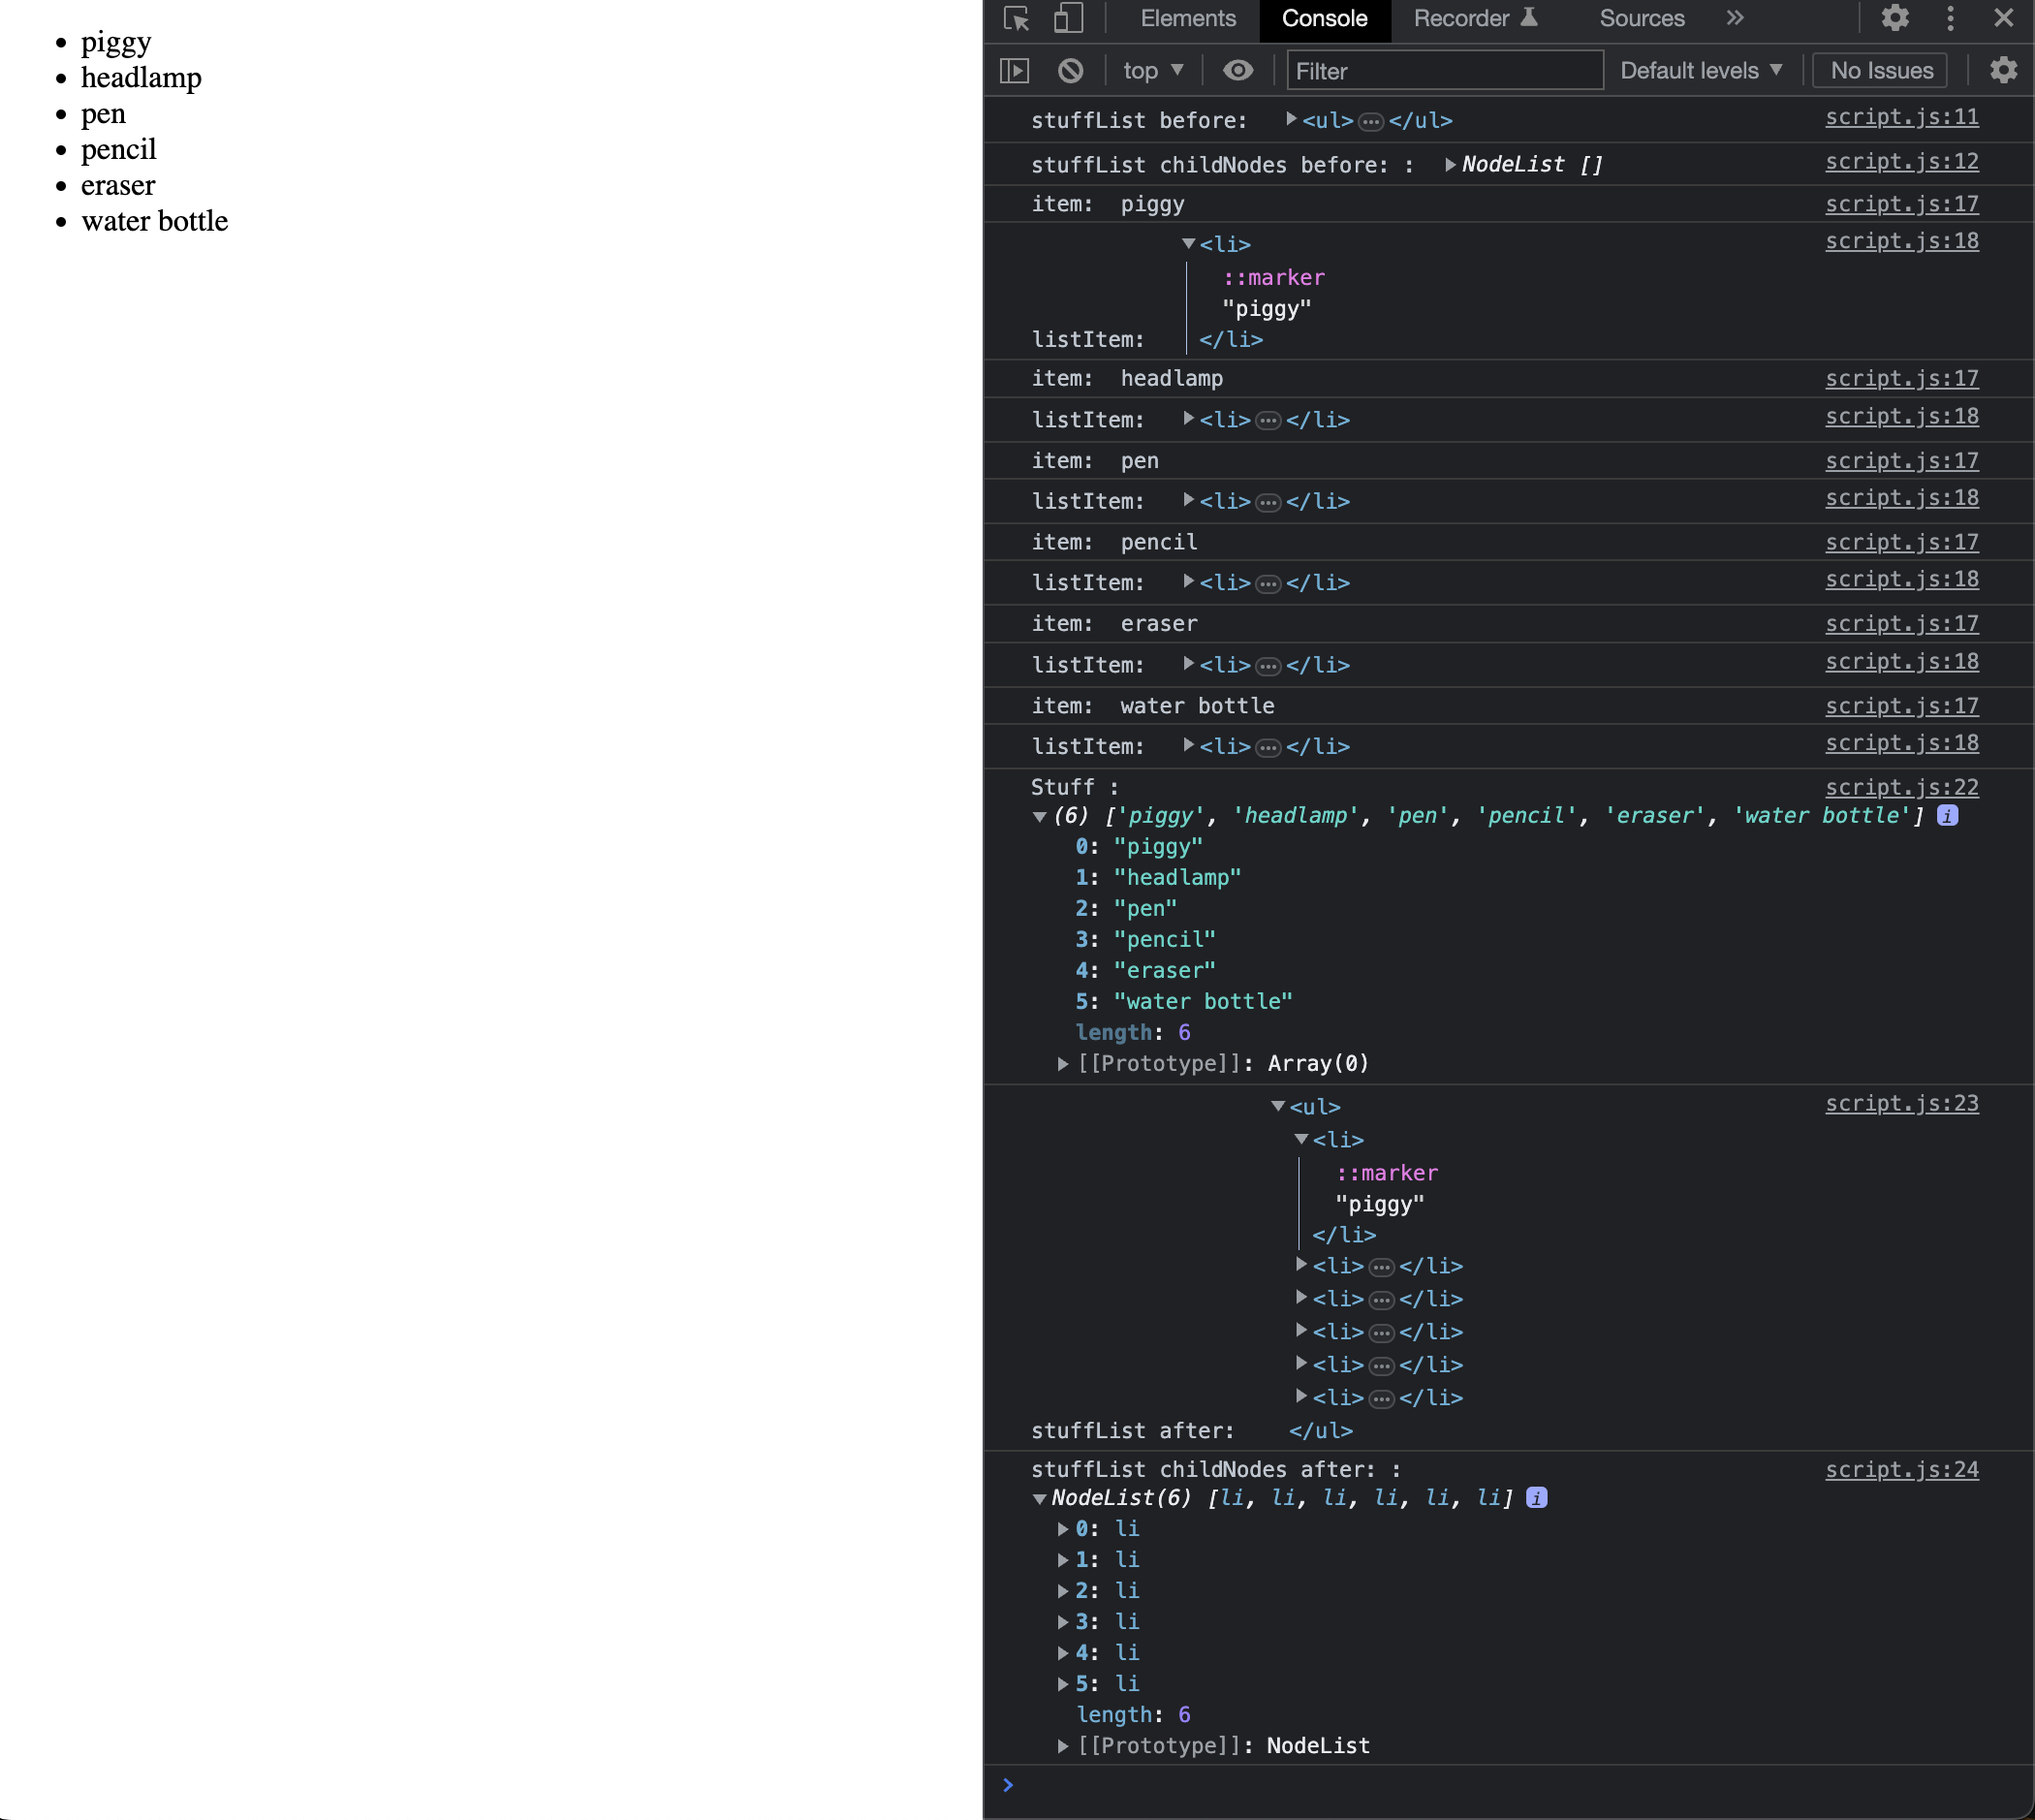 piggy
headlamp
pen
pencil
eraser
water bottle
Elements Console Recorder Sources »
top Filter Default levels No Issues
stuffList before: <ul>…</ul> script.js:11
stuffList childNodes before: : NodeList [] script.js:12
item: piggy script.js:17
<li> script.js:18
::marker
"piggy"
listItem: </li>
item: headlamp script.js:17
listItem: <li>…</li> script.js:18
item: pen script.js:17
listItem: <li>…</li> script.js:18
item: pencil script.js:17
listItem: <li>…</li> script.js:18
item: eraser script.js:17
listItem: <li>…</li> script.js:18
item: water bottle script.js:17
listItem: <li>…</li> script.js:18
Stuff : script.js:22
(6) ['piggy', 'headlamp', 'pen', 'pencil', 'eraser', 'water bottle'] i
0: "piggy"
1: "headlamp"
2: "pen"
3: "pencil"
4: "eraser"
5: "water bottle"
length: 6
[[Prototype]]: Array(0)
<ul> script.js:23
<li>
::marker
"piggy"
</li>
<li>…</li>
<li>…</li>
<li>…</li>
<li>…</li>
<li>…</li>
stuffList after: </ul>
stuffList childNodes after: : script.js:24
NodeList(6) [li, li, li, li, li, li] i
0: li
1: li
2: li
3: li
4: li
5: li
length: 6
[[Prototype]]: NodeList
>